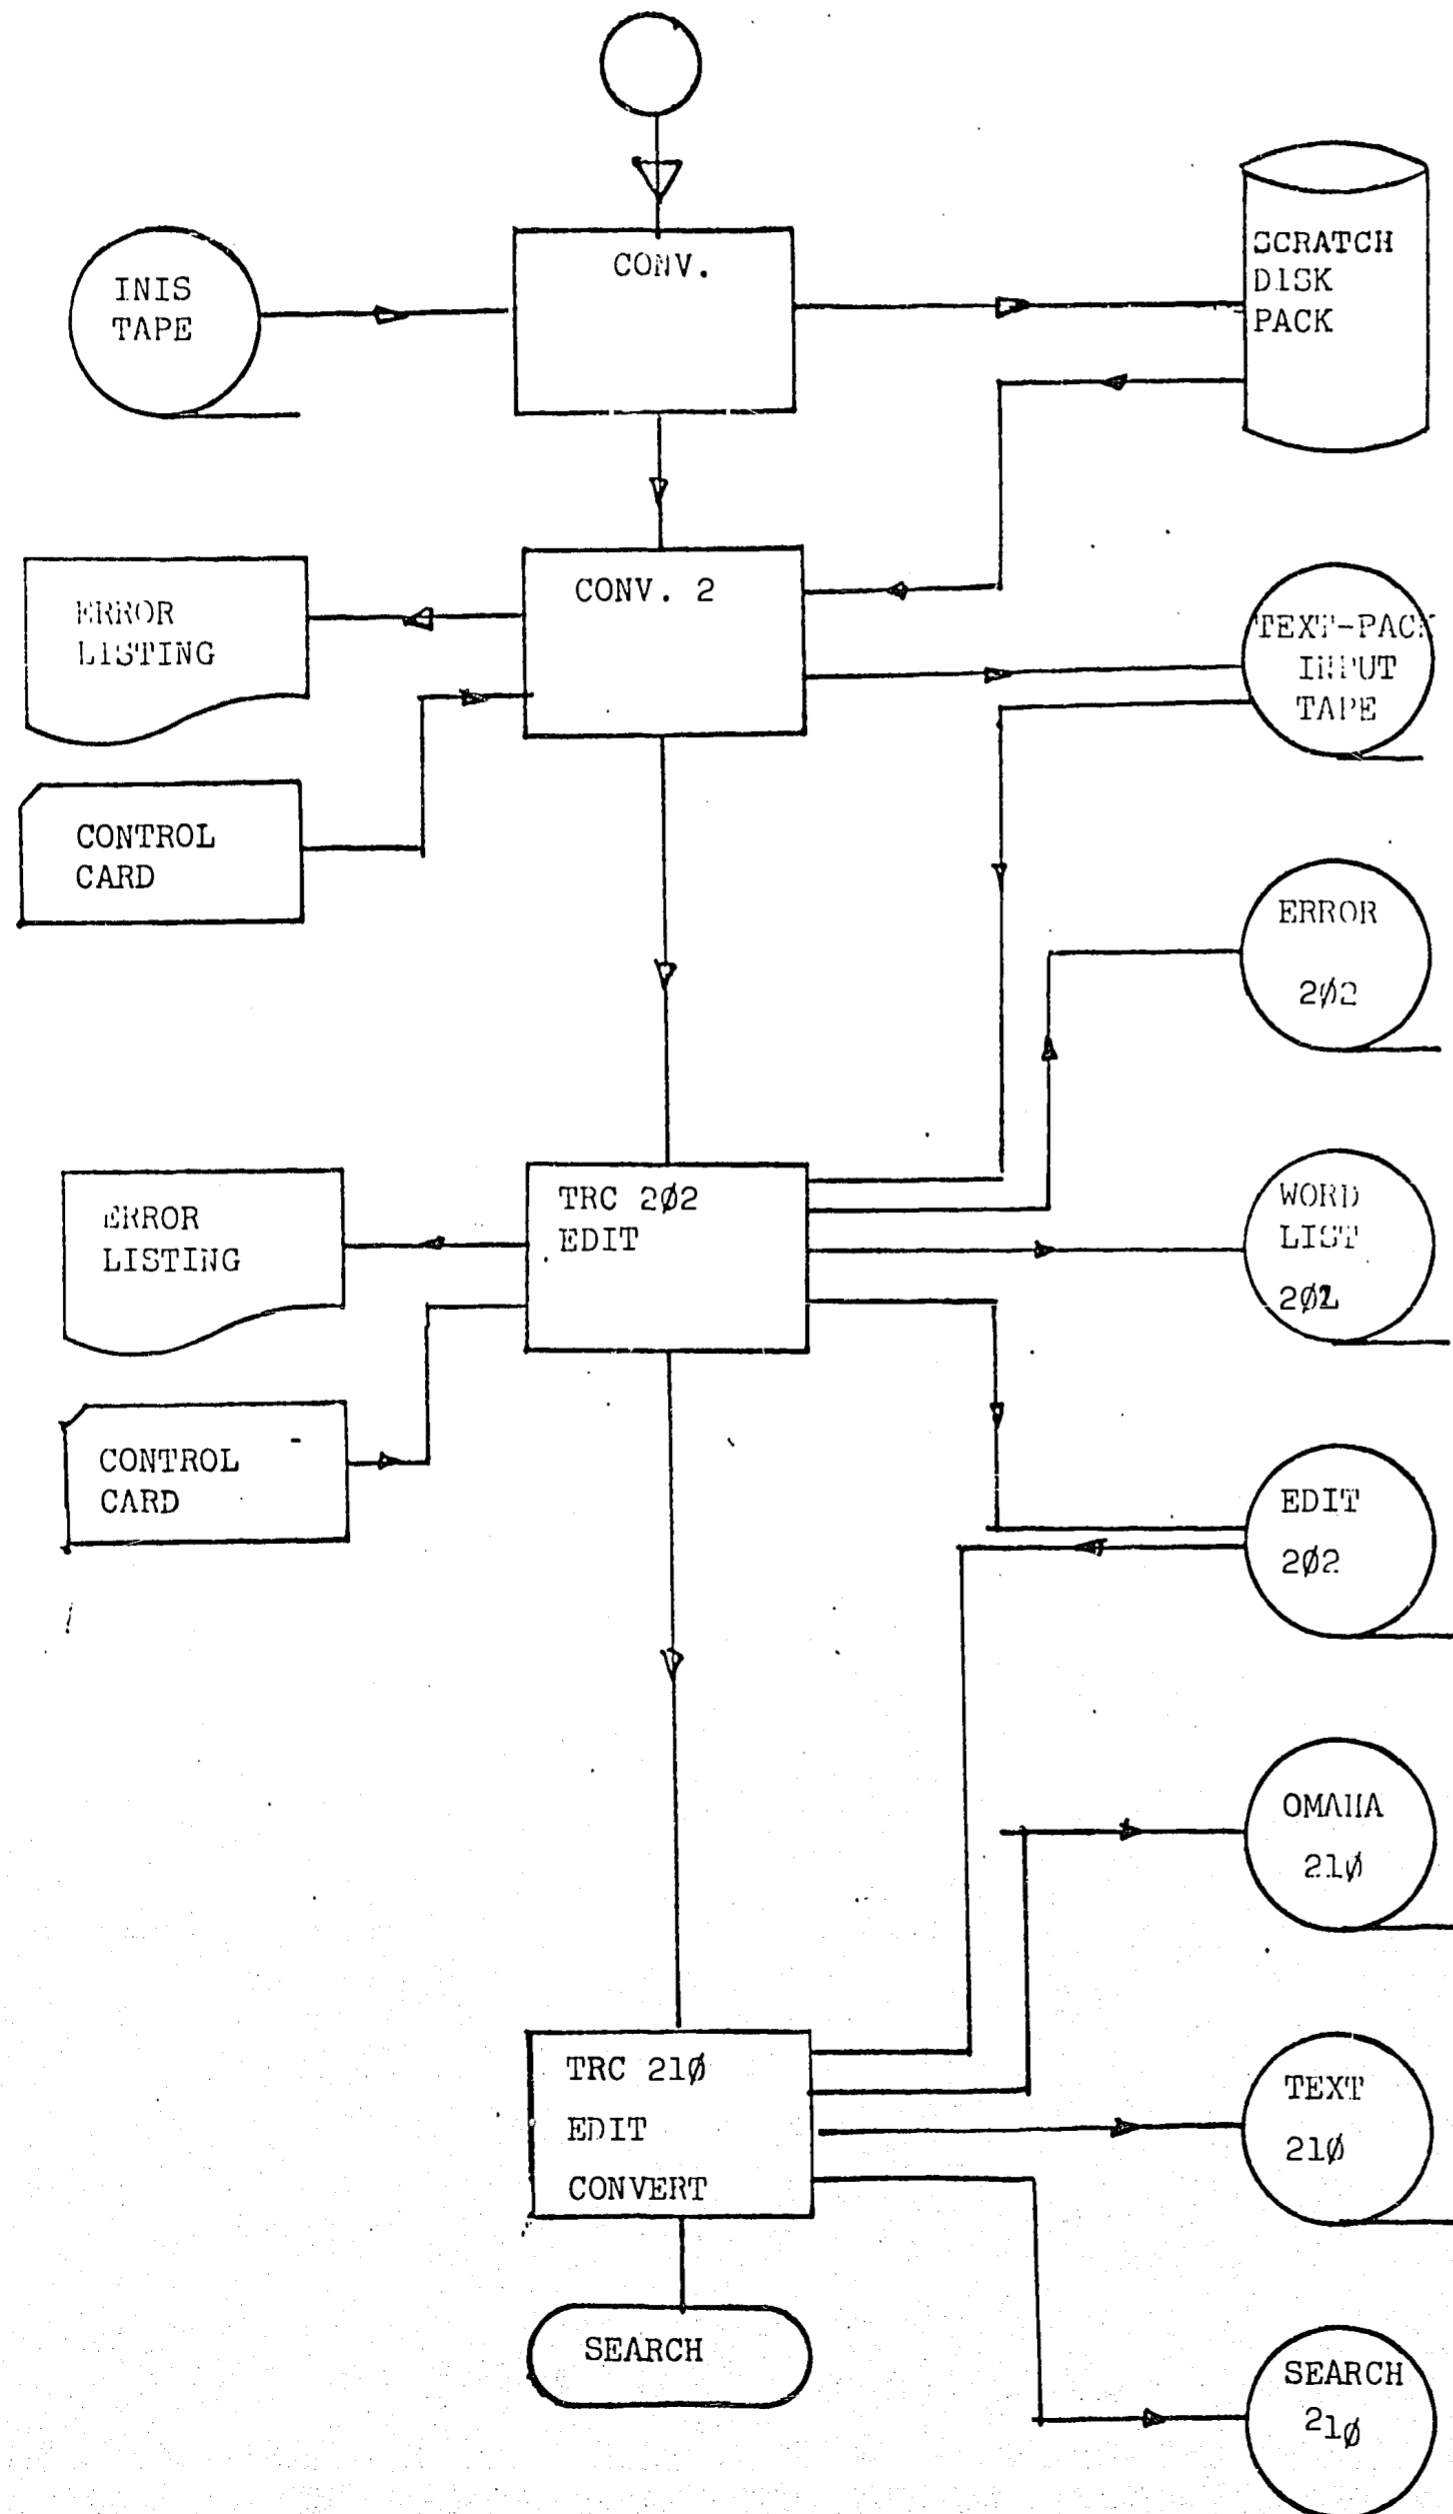 CONV.
INIS
TAPE
SCRATCH
DISK
PACK
CONV. 2
ERROR
LISTING
TEXT-PACK
INPUT
TAPE
CONTROL
CARD
ERROR
2Ø2
TRC 2Ø2
EDIT
ERROR
LISTING
WORD
LIST
2Ø2
CONTROL
CARD
EDIT
2Ø2
OMAHA
21Ø
TRC 21Ø
EDIT
CONVERT
TEXT
21Ø
SEARCH
SEARCH
21Ø